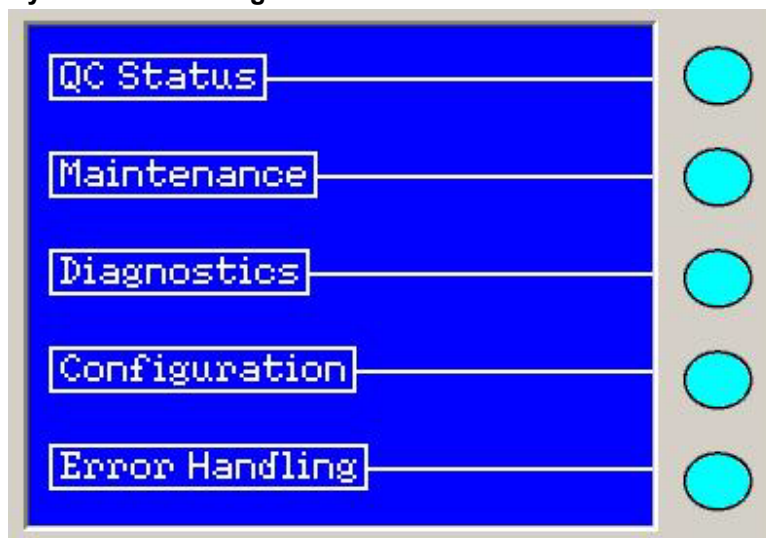 QC Status
Maintenance
Diagnostics
Configuration
Error Handling